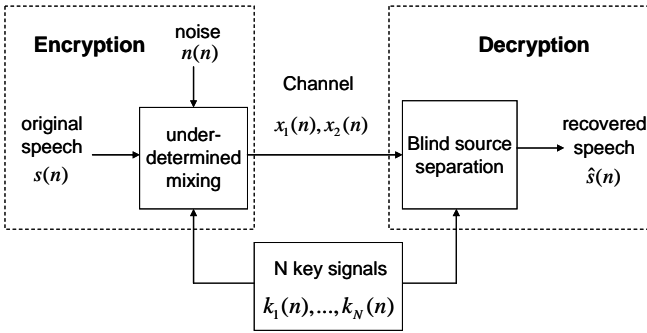 Encryption
noise
n(n)
original
speech
s(n)
under-
determined
mixing
Channel
x₁(n), x₂(n)
Decryption
Blind source
separation
recovered
speech
ŝ(n)
N key signals
k₁(n),...,k_N(n)